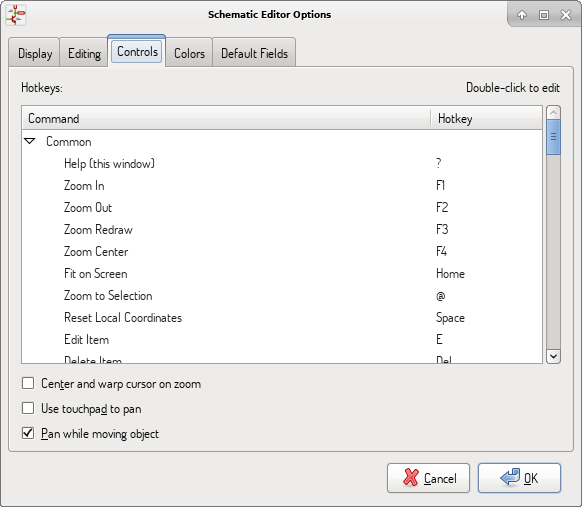 Schematic Editor Options
Display Editing Controls Colors Default Fields
Hotkeys: Double-click to edit
Command Hotkey
Common
Help (this window) ?
Zoom In F1
Zoom Out F2
Zoom Redraw F3
Zoom Center F4
Fit on Screen Home
Zoom to Selection @
Reset Local Coordinates Space
Edit Item E
Delete Item Del
Center and warp cursor on zoom
Use touchpad to pan
Pan while moving object
Cancel OK